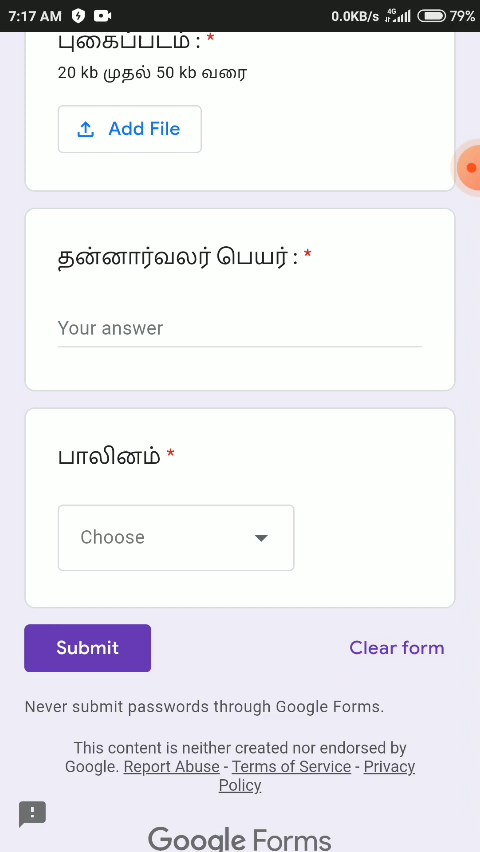 7:17 AM 0.0KB/s 4G 79%
புகைப்படம் : *
20 kb முதல் 50 kb வரை
Add File
தன்னார்வலர் பெயர் : *
Your answer
பாலினம் *
Choose
Submit Clear form
Never submit passwords through Google Forms.
This content is neither created nor endorsed by
Google. Report Abuse - Terms of Service - Privacy
Policy
Google Forms